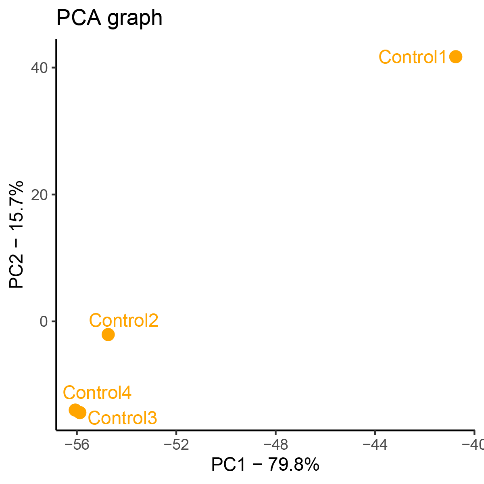 PCA graph
Control1
40
20
PC2 − 15.7%
0
Control2
Control4
Control3
−56
−52
−48
−44
−40
PC1 − 79.8%